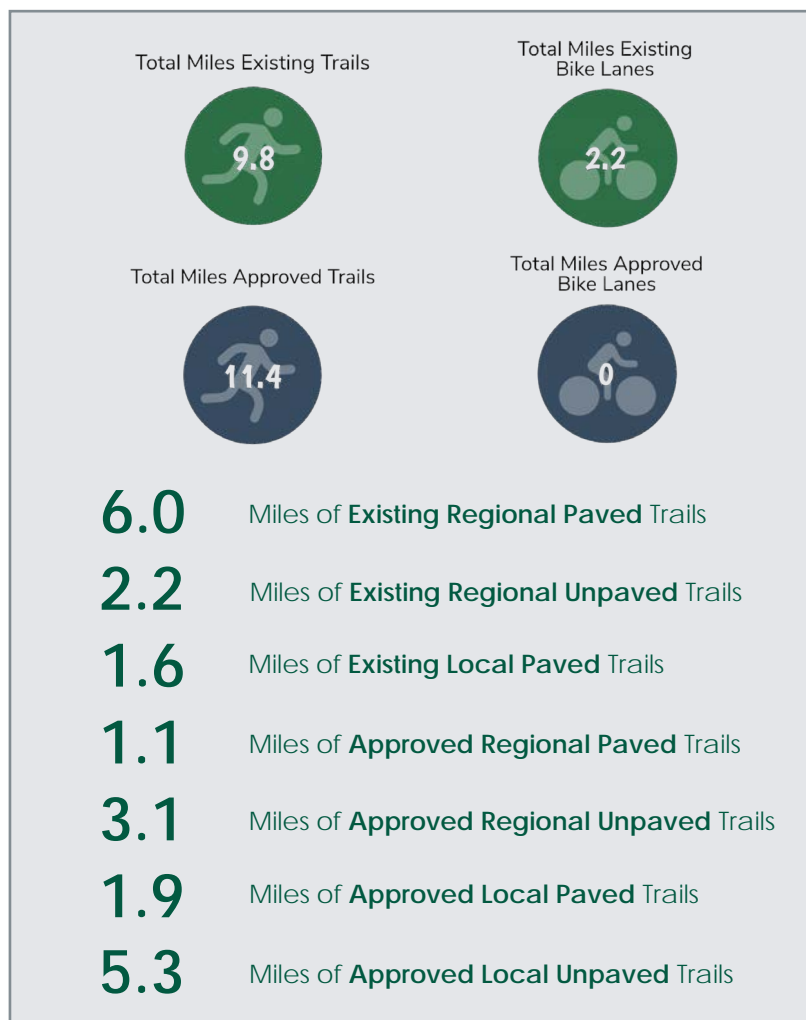 Total Miles Existing Trails
9.8
Total Miles Existing
Bike Lanes
2.2
Total Miles Approved Trails
11.4
Total Miles Approved
Bike Lanes
0
6.0 Miles of Existing Regional Paved Trails
2.2 Miles of Existing Regional Unpaved Trails
1.6 Miles of Existing Local Paved Trails
1.1 Miles of Approved Regional Paved Trails
3.1 Miles of Approved Regional Unpaved Trails
1.9 Miles of Approved Local Paved Trails
5.3 Miles of Approved Local Unpaved Trails